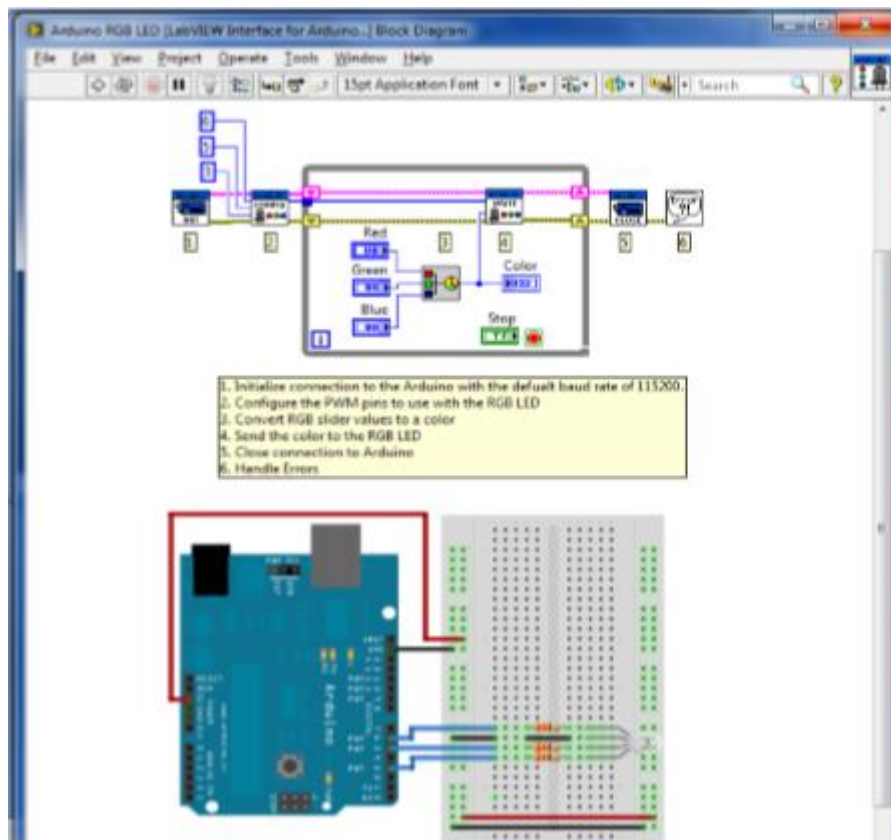 Arduino RGB LED [LabVIEW Interface for Arduino..] Block Diagram
File Edit View Project Operate Tools Window Help
15pt Application Font
Search
6
5
3
1
2
3
4
5
6
Red
Green
Blue
Color
Stop
i
1. Initialize connection to the Arduino with the defualt baud rate of 115200.
2. Configure the PWM pins to use with the RGB LED
3. Convert RGB slider values to a color
4. Send the color to the RGB LED
5. Close connection to Arduino
6. Handle Errors
RESET
Arduino